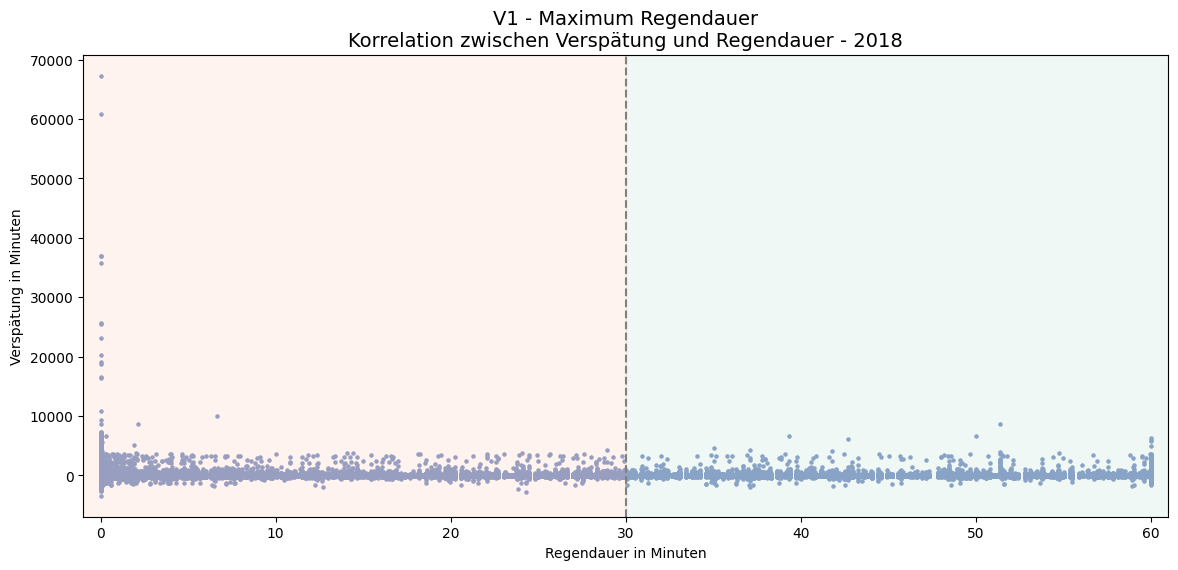 V1 - Maximum Regendauer
Korrelation zwischen Verspätung und Regendauer - 2018
Verspätung in Minuten
70000
60000
50000
40000
30000
20000
10000
0
0 10 20 30 40 50 60
Regendauer in Minuten